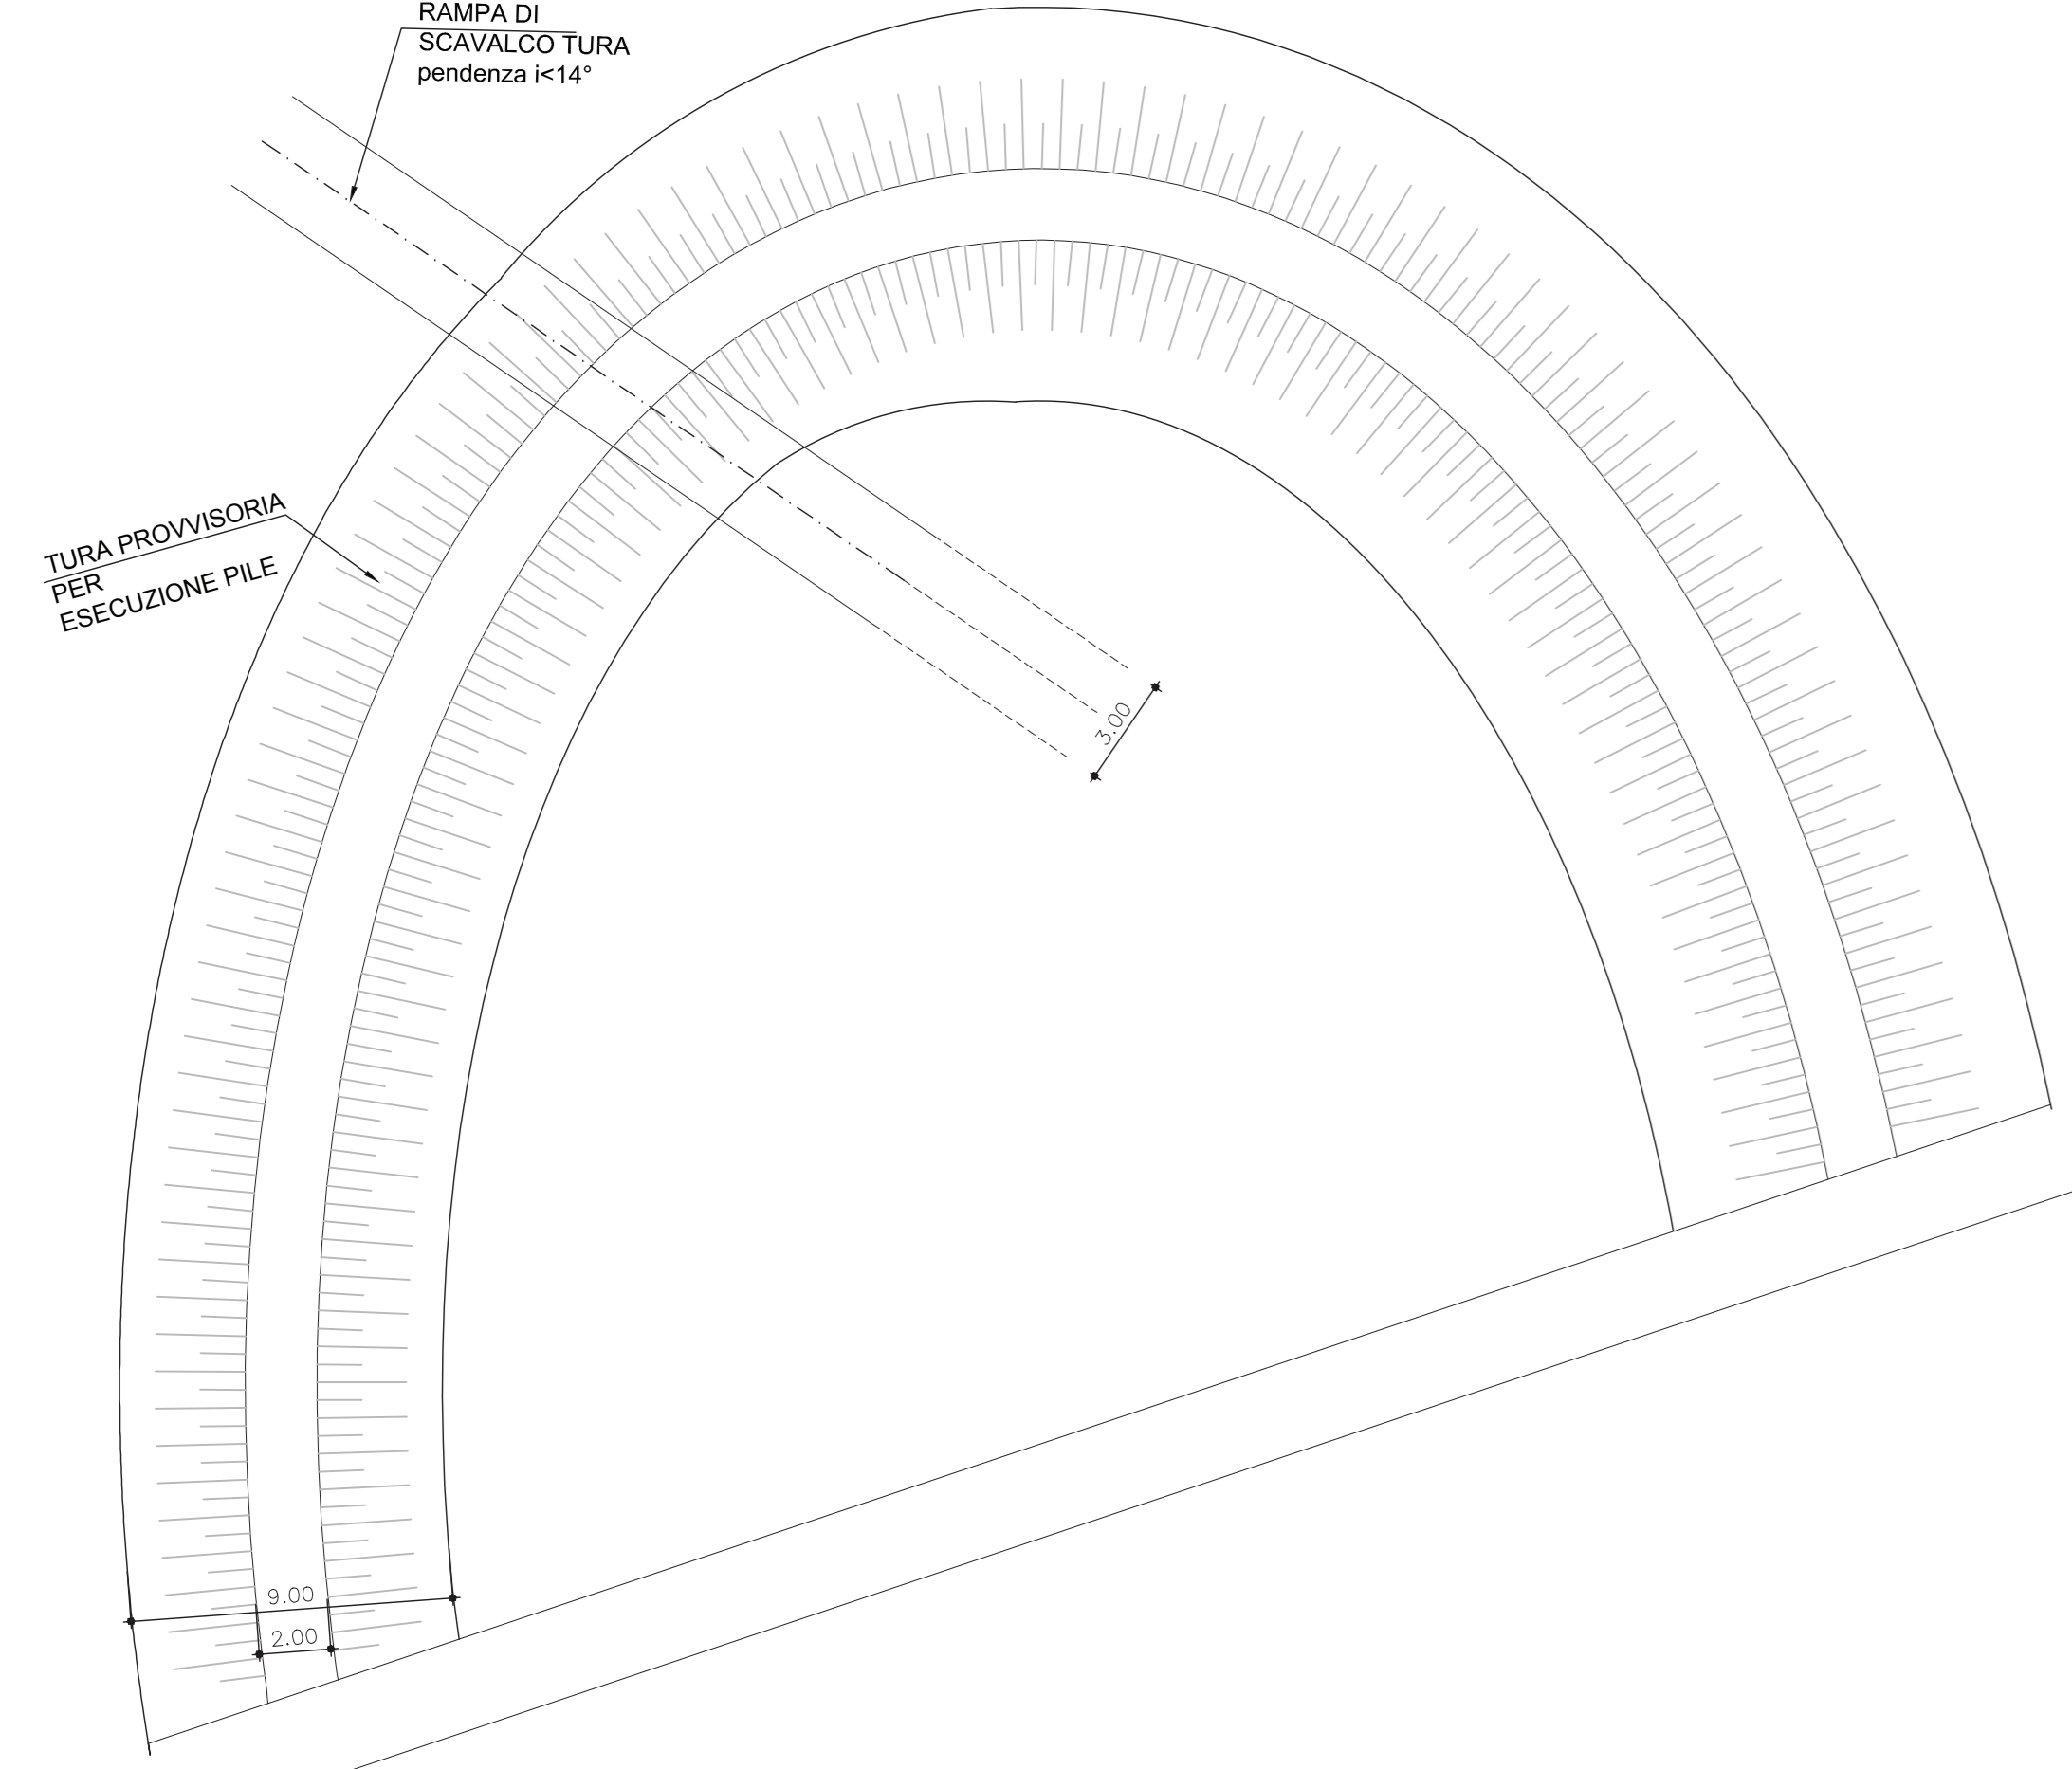 RAMPA DI
SCAVALCO TURA
pendenza i<14°
TURA PROVVISORIA
PER
ESECUZIONE PILE
3.00
9.00
2.00